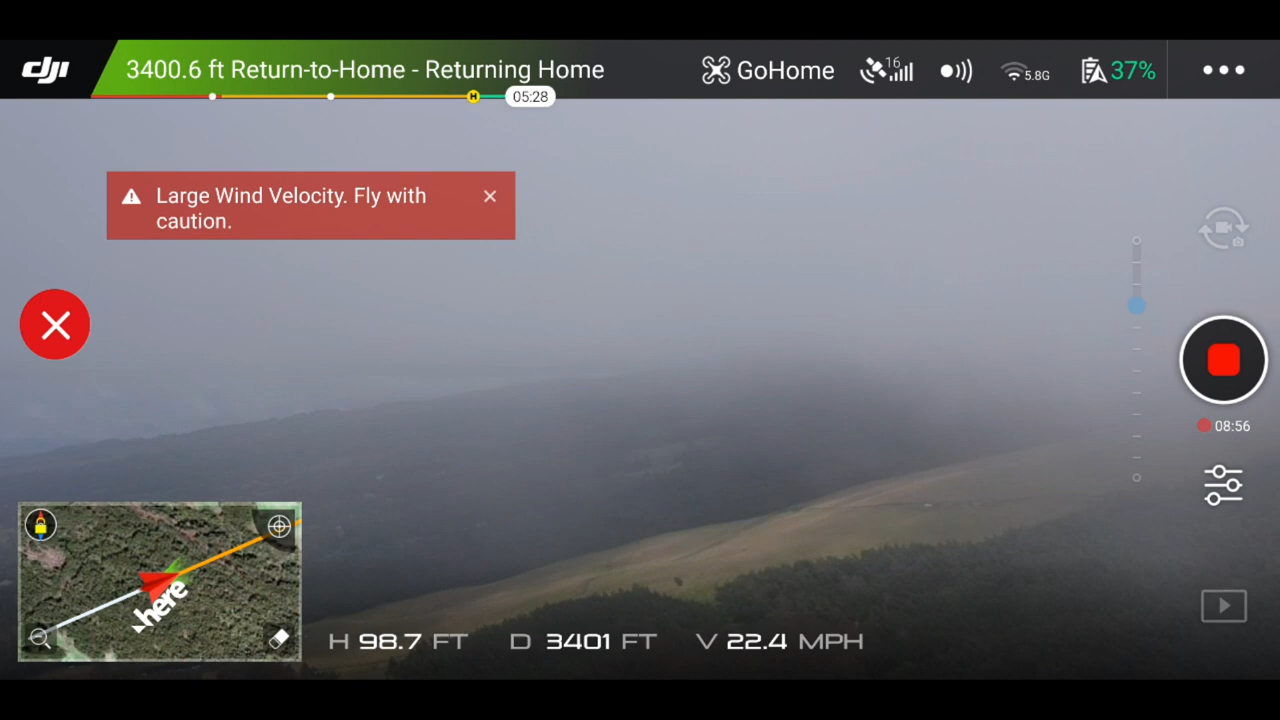 dji
3400.6 ft Return-to-Home - Returning Home
GoHome
16
5.8G
37%
H
05:28
Large Wind Velocity. Fly with
caution.
08:56
here
H 98.7 FT D 3401 FT V 22.4 MPH